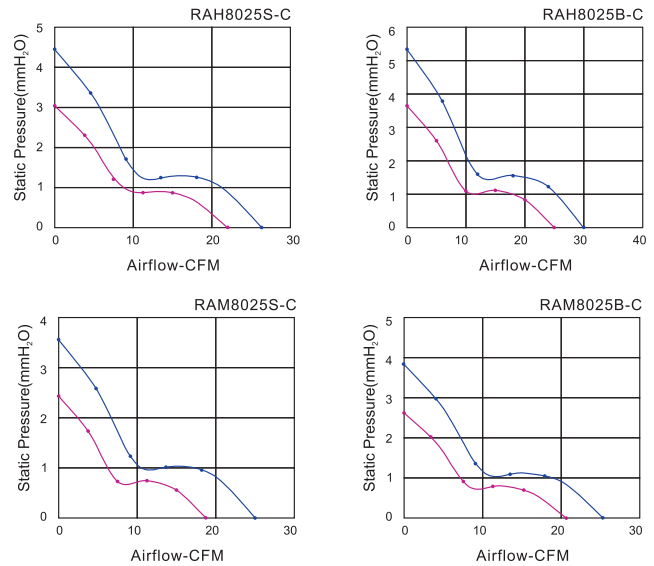 RAH8025S-C
5
4
3
2
1
0
Static Pressure(mmH₂O)
0 10 20 30
Airflow-CFM
RAH8025B-C
6
5
4
3
2
1
0
Static Pressure(mmH₂O)
0 10 20 30 40
Airflow-CFM
RAM8025S-C
4
3
2
1
0
Static Pressure(mmH₂O)
0 10 20 30
Airflow-CFM
RAM8025B-C
5
4
3
2
1
0
Static Pressure(mmH₂O)
0 10 20 30
Airflow-CFM